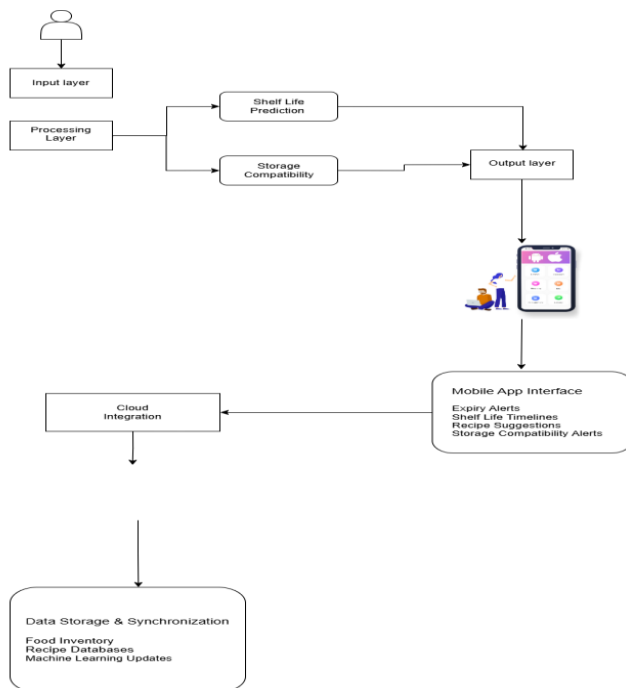 Input layer
Processing
Layer
Shelf Life
Prediction
Storage
Compatibility
Output layer
Mobile App Interface
Expiry Alerts
Shelf Life Timelines
Recipe Suggestions
Storage Compatibility Alerts
Cloud
Integration
Data Storage & Synchronization
Food Inventory
Recipe Databases
Machine Learning Updates